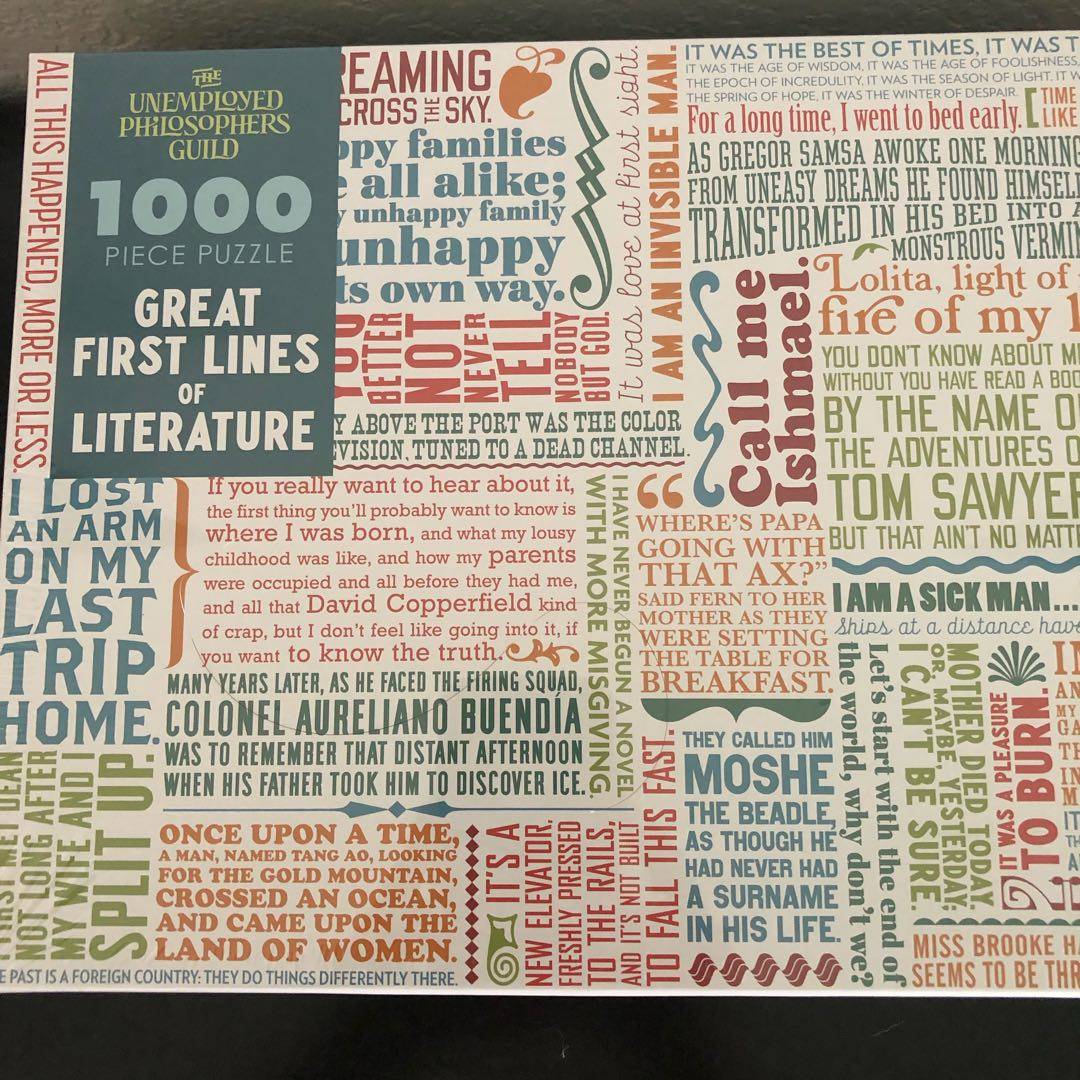 ALL THIS HAPPENED, MORE OR LESS.
THE
UNEMPLOYED
PHILOSOPHERS
GUILD
1000
PIECE PUZZLE
GREAT
FIRST LINES
OF
LITERATURE
REAMING
CROSS THE SKY.
ppy families
e all alike;
y unhappy family
unhappy
ts own way.
YOU
BETTER
NOT
NEVER
TELL
NOBODY
BUT GOD.
It was love at first sight.
I AM AN INVISIBLE MAN.
IT WAS THE BEST OF TIMES, IT WAS T
IT WAS THE AGE OF WISDOM, IT WAS THE AGE OF FOOLISHNESS,
THE EPOCH OF INCREDULITY, IT WAS THE SEASON OF LIGHT, IT W
THE SPRING OF HOPE, IT WAS THE WINTER OF DESPAIR.
For a long time, I went to bed early.
TIME
LIKE
AS GREGOR SAMSA AWOKE ONE MORNING
FROM UNEASY DREAMS HE FOUND HIMSEL
TRANSFORMED IN HIS BED INTO A
MONSTROUS VERMIN
Call me
Ishmael.
Lolita, light of
fire of my l
YOU DON'T KNOW ABOUT ME
WITHOUT YOU HAVE READ A BOO
BY THE NAME O
THE ADVENTURES O
TOM SAWYER
BUT THAT AIN'T NO MATT
Y ABOVE THE PORT WAS THE COLOR
EVISION, TUNED TO A DEAD CHANNEL.
I LOST
AN ARM
ON MY
LAST
TRIP
HOME.
If you really want to hear about it,
the first thing you'll probably want to know is
where I was born, and what my lousy
childhood was like, and how my parents
were occupied and all before they had me,
and all that David Copperfield kind
of crap, but I don't feel like going into it, if
you want to know the truth.
I HAVE NEVER BEGUN A NOVEL
WITH MORE MISGIVING.
"WHERE'S PAPA
GOING WITH
THAT AX?"
SAID FERN TO HER
MOTHER AS THEY
WERE SETTING
THE TABLE FOR
BREAKFAST.
I AM A SICK MAN...
Ships at a distance have
MANY YEARS LATER, AS HE FACED THE FIRING SQUAD,
COLONEL AURELIANO BUENDÍA
WAS TO REMEMBER THAT DISTANT AFTERNOON
WHEN HIS FATHER TOOK HIM TO DISCOVER ICE.
FIRST MET DEAN
NOT LONG AFTER
MY WIFE AND I
SPLIT UP.
ONCE UPON A TIME,
A MAN, NAMED TANG AO, LOOKING
FOR THE GOLD MOUNTAIN,
CROSSED AN OCEAN,
AND CAME UPON THE
LAND OF WOMEN.
IT'S A
NEW ELEVATOR,
FRESHLY PRESSED
TO THE RAILS,
AND IT'S NOT BUILT
TO FALL THIS FAST
THEY CALLED HIM
MOSHE
THE BEADLE,
AS THOUGH HE
HAD NEVER HAD
A SURNAME
IN HIS LIFE.
Let's start with the end of
the world, why don't we?
MOTHER DIED TODAY.
OR, MAYBE, YESTERDAY;
I CAN'T BE SURE.
IT WAS A PLEASURE
TO BURN.
MISS BROOKE HA
SEEMS TO BE THR
E PAST IS A FOREIGN COUNTRY: THEY DO THINGS DIFFERENTLY THERE.